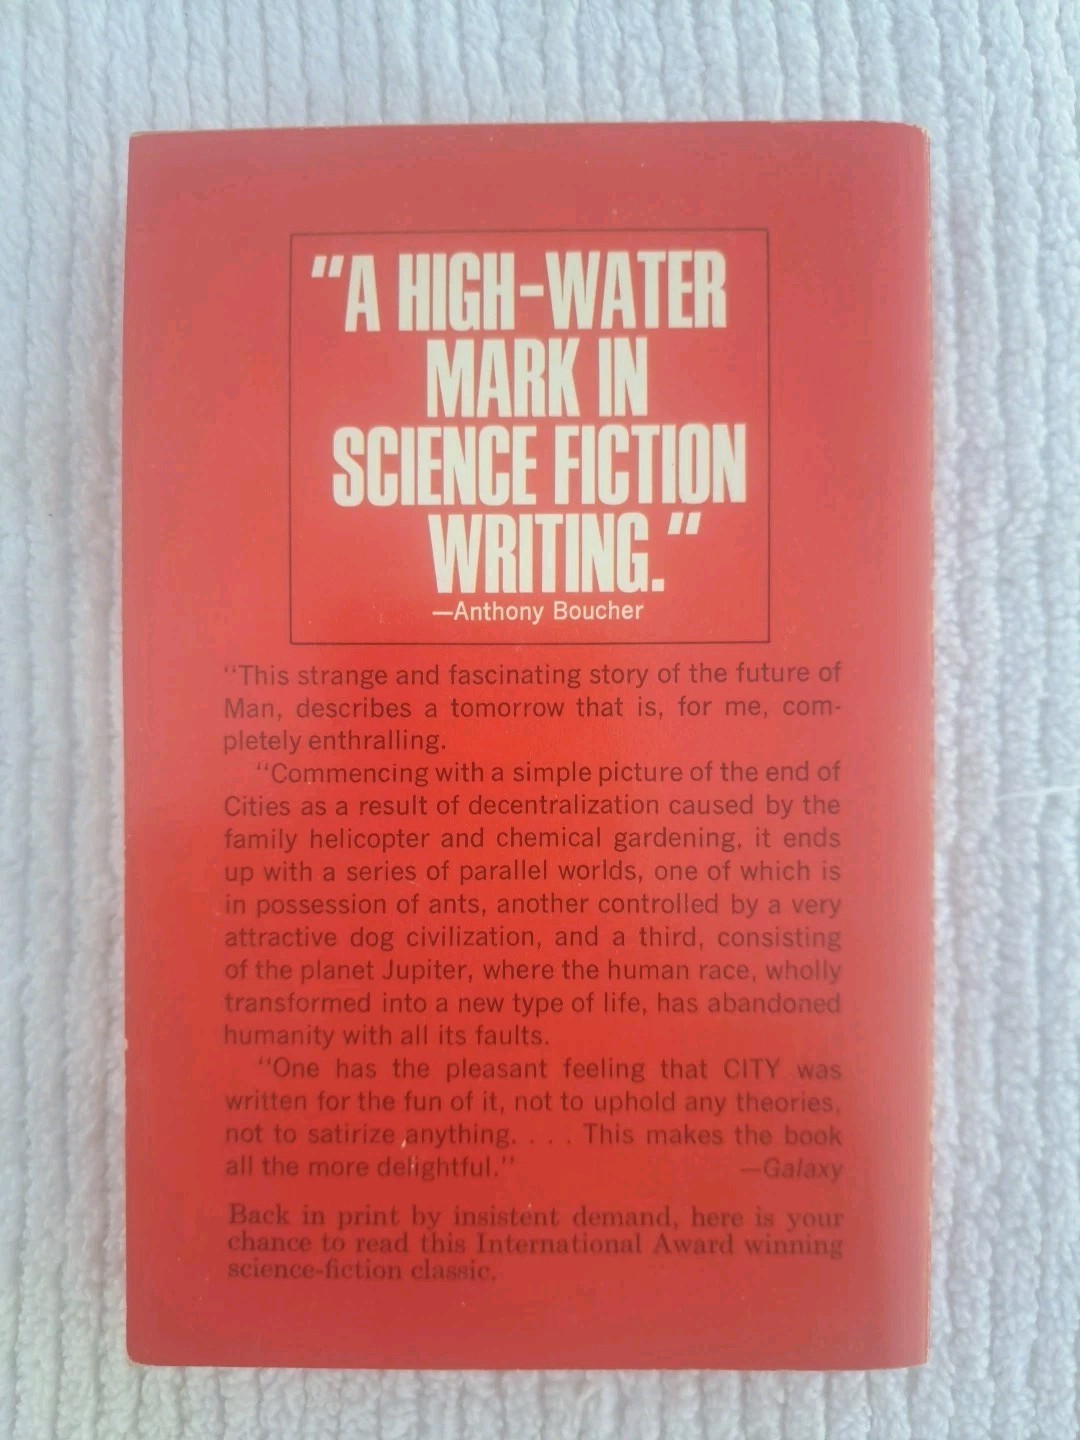 "A HIGH-WATER
MARK IN
SCIENCE FICTION
WRITING."
—Anthony Boucher
"This strange and fascinating story of the future of
Man, describes a tomorrow that is, for me, com-
pletely enthralling.
"Commencing with a simple picture of the end of
Cities as a result of decentralization caused by the
family helicopter and chemical gardening, it ends
up with a series of parallel worlds, one of which is
in possession of ants, another controlled by a very
attractive dog civilization, and a third, consisting
of the planet Jupiter, where the human race, wholly
transformed into a new type of life, has abandoned
humanity with all its faults.
"One has the pleasant feeling that CITY was
written for the fun of it, not to uphold any theories,
not to satirize anything. . . . This makes the book
all the more delightful." —Galaxy
Back in print by insistent demand, here is your
chance to read this International Award winning
science-fiction classic.